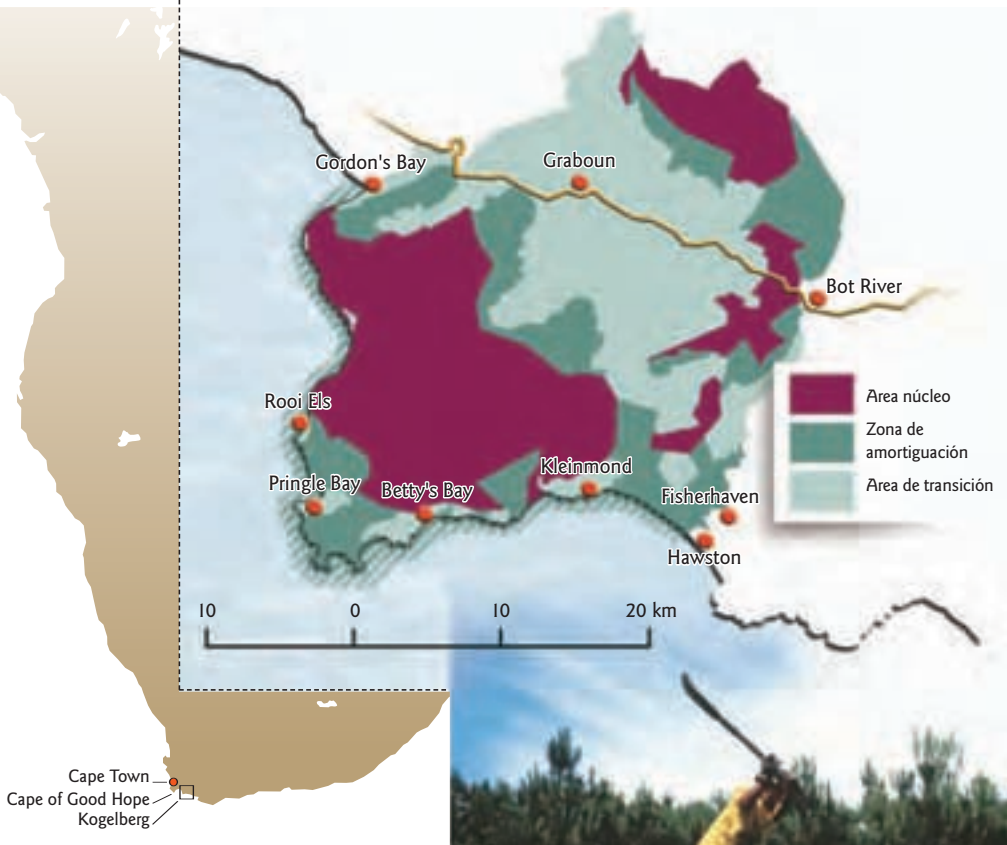 Gordon's Bay
Graboun
Bot River
Area núcleo
Zona de
amortiguación
Area de transición
Rooi Els
Pringle Bay
Betty's Bay
Kleinmond
Fisherhaven
Hawston
10 0 10 20 km
Cape Town
Cape of Good Hope
Kogelberg